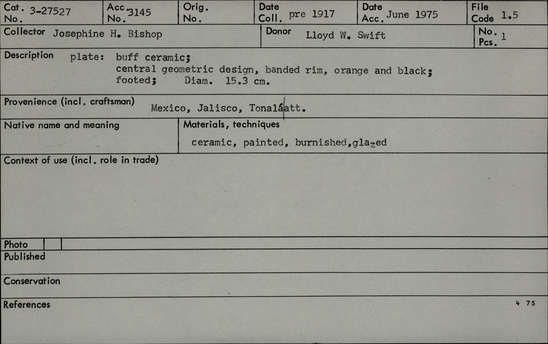 Cat. No. 3-27527 Acc. No. 3145 Orig. No. Date Coll. pre 1917 Date Acc. June 1975 File Code 1.5
Collector Josephine H. Bishop Donor Lloyd W. Swift No. Pcs. 1
Description plate: buff ceramic;
central geometric design, banded rim, orange and black;
footed; Diam. 15.3 cm.
Provenience (incl. craftsman) Mexico, Jalisco, Tonalá att.
Native name and meaning Materials, techniques
ceramic, painted, burnished, glazed
Context of use (incl. role in trade)
Photo
Published
Conservation
References 4 75